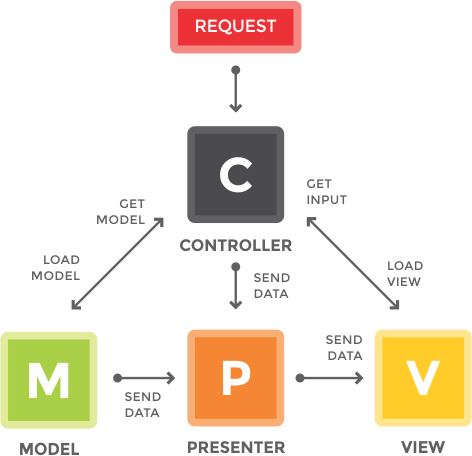 REQUEST
C
CONTROLLER
GET
MODEL
GET
INPUT
LOAD
MODEL
SEND
DATA
LOAD
VIEW
M
SEND
DATA
P
SEND
DATA
V
MODEL
PRESENTER
VIEW